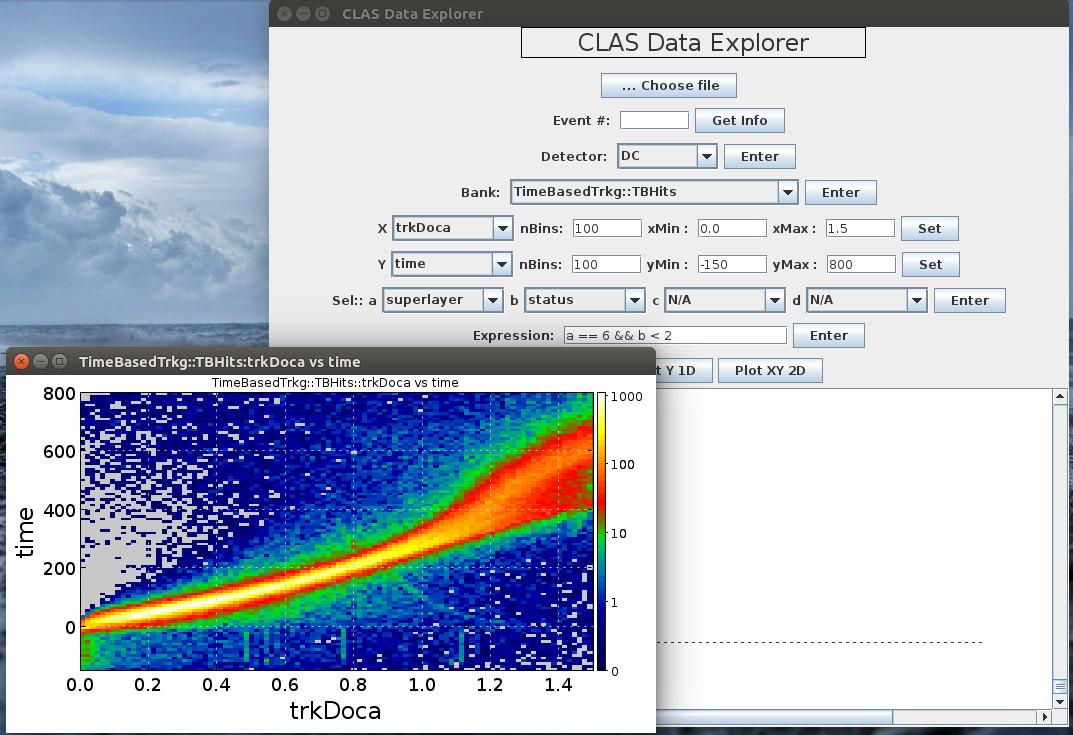 CLAS Data Explorer
CLAS Data Explorer
... Choose file
Event #: Get Info
Detector: DC Enter
Bank: TimeBasedTrkg::TBHits Enter
X trkDoca nBins: 100 xMin : 0.0 xMax : 1.5 Set
Y time nBins: 100 yMin : -150 yMax : 800 Set
Sel:: a superlayer b status c N/A d N/A Enter
Expression: a == 6 && b < 2 Enter
t Y 1D Plot XY 2D
TimeBasedTrkg::TBHits:trkDoca vs time
TimeBasedTrkg::TBHits::trkDoca vs time
800
600
400
200
0
time
1000
100
10
1
0
0.0 0.2 0.4 0.6 0.8 1.0 1.2 1.4
trkDoca